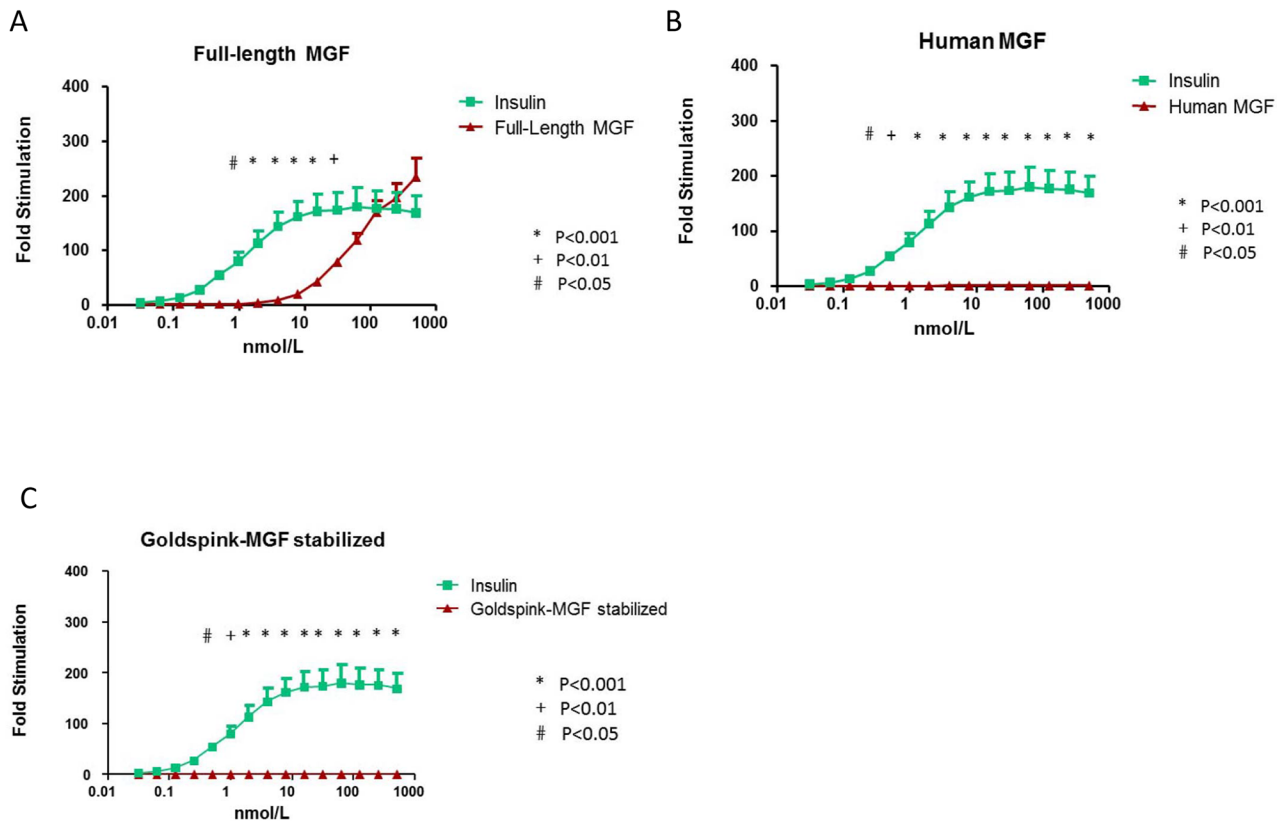 A
Full-length MGF
Fold Stimulation
400
300
200
100
0
# * * * * +
0.01 0.1 1 10 100 1000
nmol/L
Insulin
Full-Length MGF
* P<0.001
+ P<0.01
# P<0.05
B
Human MGF
Fold Stimulation
400
300
200
100
0
# + * * * * * * * * *
0.01 0.1 1 10 100 1000
nmol/L
Insulin
Human MGF
* P<0.001
+ P<0.01
# P<0.05
C
Goldspink-MGF stabilized
Fold Stimulation
400
300
200
100
0
# + * * * * * * * * *
0.01 0.1 1 10 100 1000
nmol/L
Insulin
Goldspink-MGF stabilized
* P<0.001
+ P<0.01
# P<0.05